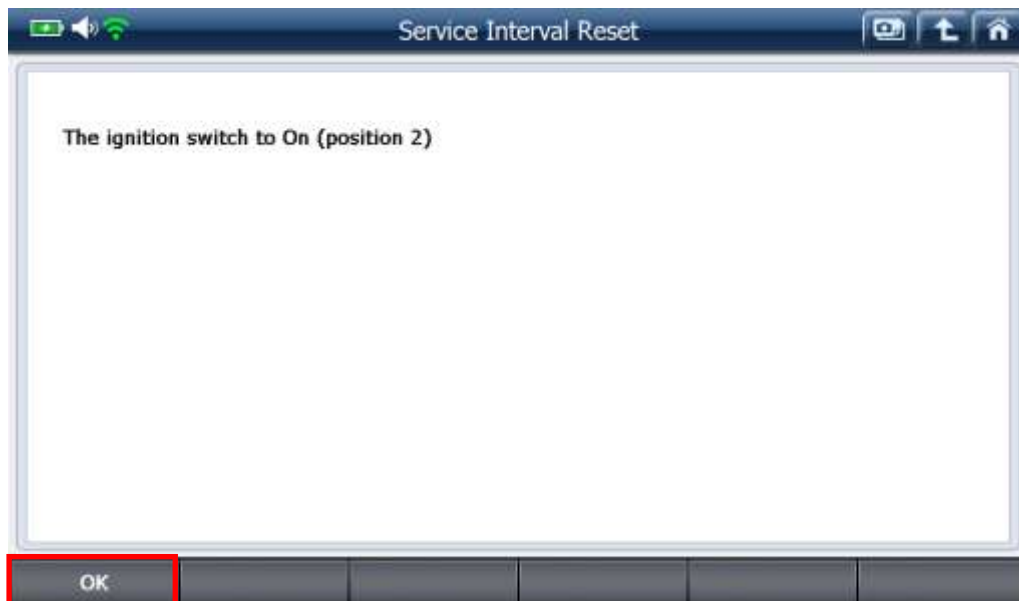 Service Interval Reset
The ignition switch to On (position 2)
OK